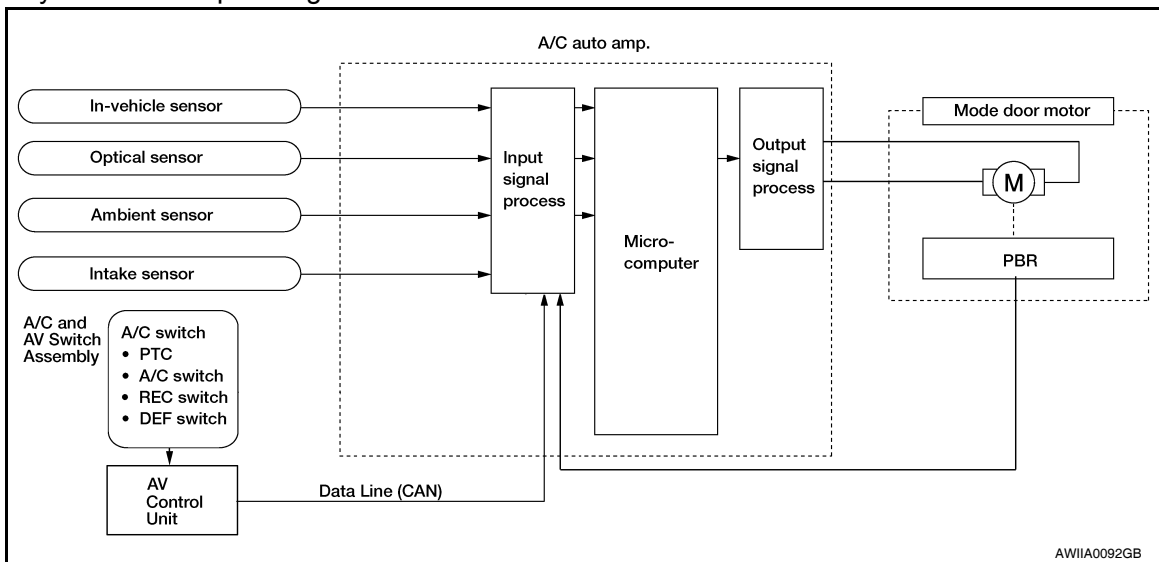 A/C auto amp.
In-vehicle sensor
Optical sensor
Ambient sensor
Intake sensor
Input
signal
process
Micro-
computer
Output
signal
process
Mode door motor
M
PBR
A/C and
AV Switch
Assembly
A/C switch
• PTC
• A/C switch
• REC switch
• DEF switch
AV
Control
Unit
Data Line (CAN)
AWIIA0092GB